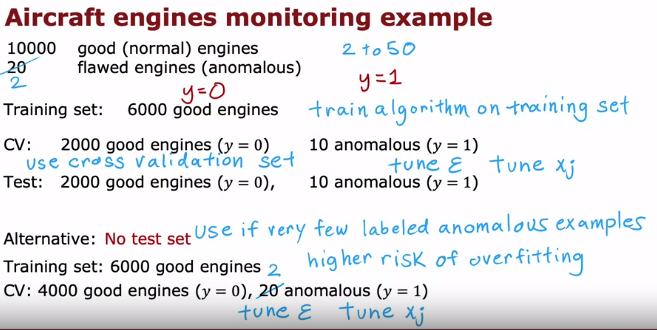 Aircraft engines monitoring example
10000 good (normal) engines 2 to 50
20 flawed engines (anomalous) y=1
2
y=0
Training set: 6000 good engines train algorithm on training set
CV: 2000 good engines (y = 0) 10 anomalous (y = 1)
use cross validation set tune ε tune xj
Test: 2000 good engines (y = 0), 10 anomalous (y = 1)
Alternative: No test set use if very few labeled anomalous examples
Training set: 6000 good engines 2 higher risk of overfitting
CV: 4000 good engines (y = 0), 20 anomalous (y = 1)
tune ε tune xj